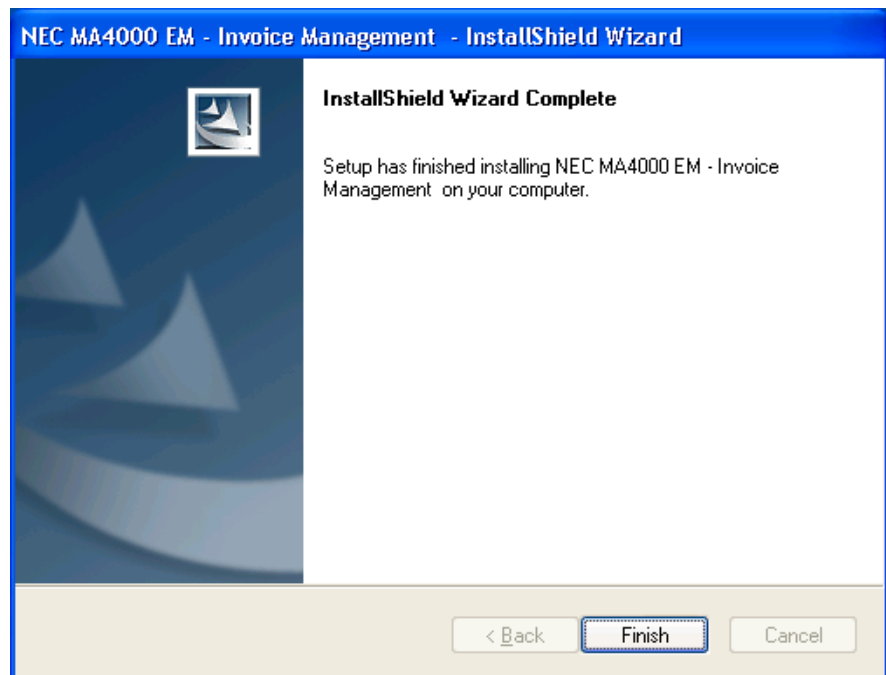 NEC MA4000 EM - Invoice Management  - InstallShield Wizard
InstallShield Wizard Complete
Setup has finished installing NEC MA4000 EM - Invoice
Management  on your computer.
< Back
Finish
Cancel